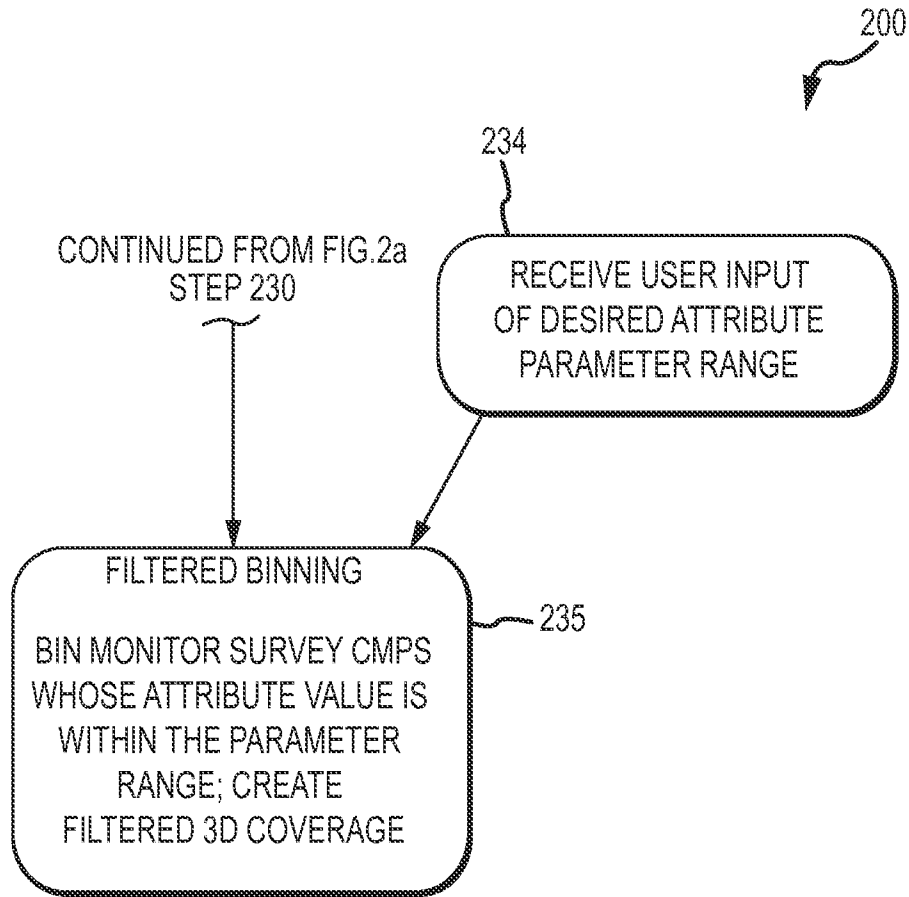 200
234
CONTINUED FROM FIG.2a
STEP 230
RECEIVE USER INPUT
OF DESIRED ATTRIBUTE
PARAMETER RANGE
FILTERED BINNING
235
BIN MONITOR SURVEY CMPS
WHOSE ATTRIBUTE VALUE IS
WITHIN THE PARAMETER
RANGE; CREATE
FILTERED 3D COVERAGE